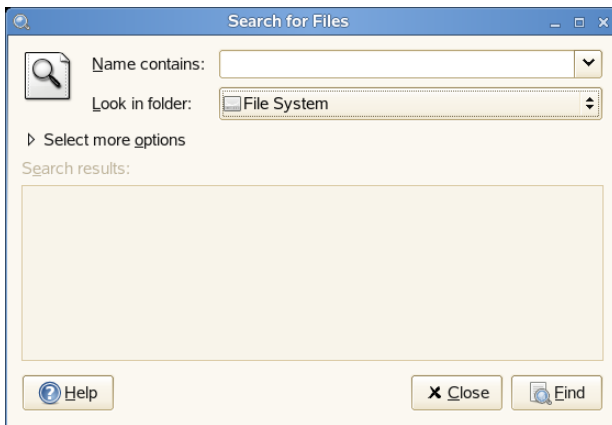 Search for Files
Name contains:
Look in folder: File System
Select more options
Search results:
Help Close Find